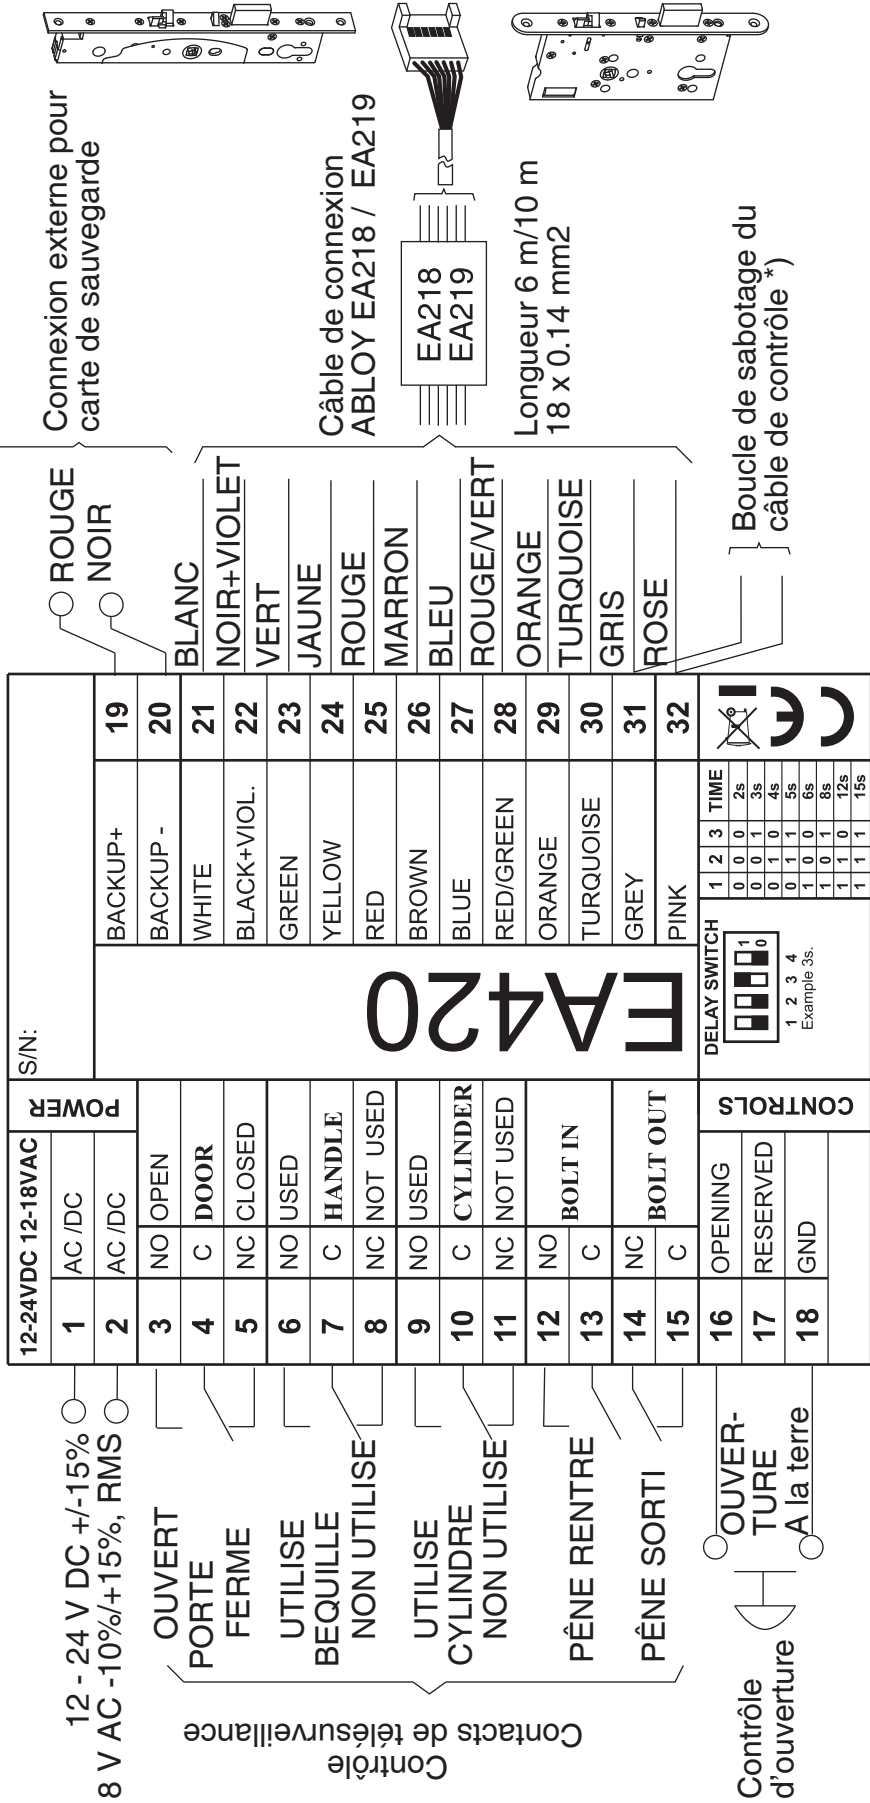 12 - 24 V DC +/-15%
8 V AC -10%/+15%, RMS
OUVERT
PORTE
FERME
UTILISE
BEQUILLE
NON UTILISE
UTILISE
CYLINDRE
NON UTILISE
PÊNE RENTRE
PÊNE SORTI
OUVER-
TURE
A la terre
Contrôle
Contacts de télésurveillance
Contrôle
d'ouverture
12-24VDC 12-18VAC
POWER
S/N:
1 AC /DC
2 AC /DC
3 NO OPEN
4 C DOOR
5 NC CLOSED
6 NO USED
7 C HANDLE
8 NC NOT USED
9 NO USED
10 C CYLINDER
11 NC NOT USED
12 NO
BOLT IN
13 C
14 NC
BOLT OUT
15 C
16 OPENING
17 RESERVED
18 GND
CONTROLS
EA420
BACKUP+ 19
BACKUP - 20
WHITE 21
BLACK+VIOL. 22
GREEN 23
YELLOW 24
RED 25
BROWN 26
BLUE 27
RED/GREEN 28
ORANGE 29
TURQUOISE 30
GREY 31
PINK 32
DELAY SWITCH
1
0
1 2 3 4
Example 3s.
1 2 3 TIME
0 0 0 2s
0 0 1 3s
0 1 0 4s
0 1 1 5s
1 0 0 6s
1 0 1 8s
1 1 0 12s
1 1 1 15s
CE
ROUGE
NOIR
BLANC
NOIR+VIOLET
VERT
JAUNE
ROUGE
MARRON
BLEU
ROUGE/VERT
ORANGE
TURQUOISE
GRIS
ROSE
Connexion externe pour
carte de sauvegarde
Câble de connexion
ABLOY EA218 / EA219
EA218
EA219
Longueur 6 m/10 m
18 x 0.14 mm2
Boucle de sabotage du
câble de contrôle *)